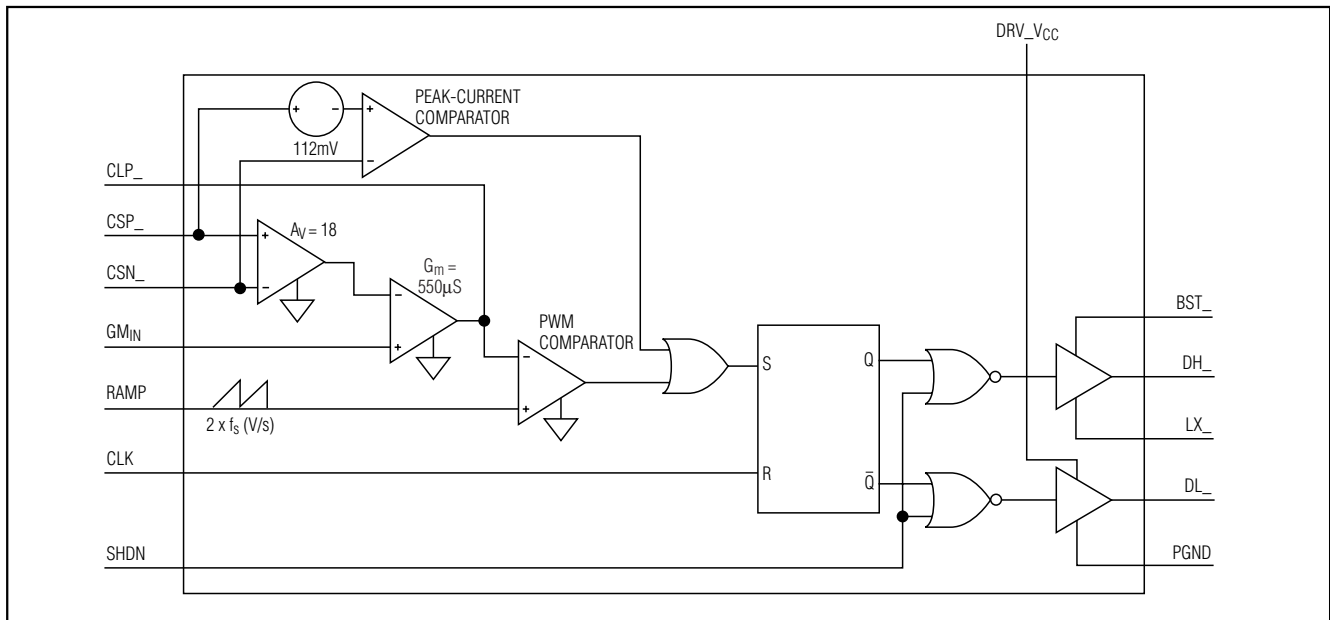 DRV_VCC
PEAK-CURRENT
COMPARATOR
+
-
+
-
112mV
CLP_
CSP_
AV = 18
+
CSN_
-
Gm =
550µS
-
BST_
GMIN
+
PWM
COMPARATOR
-
S
Q
DH_
RAMP
2 x fs (V/s)
+
LX_
CLK
R
Q̄
DL_
SHDN
PGND